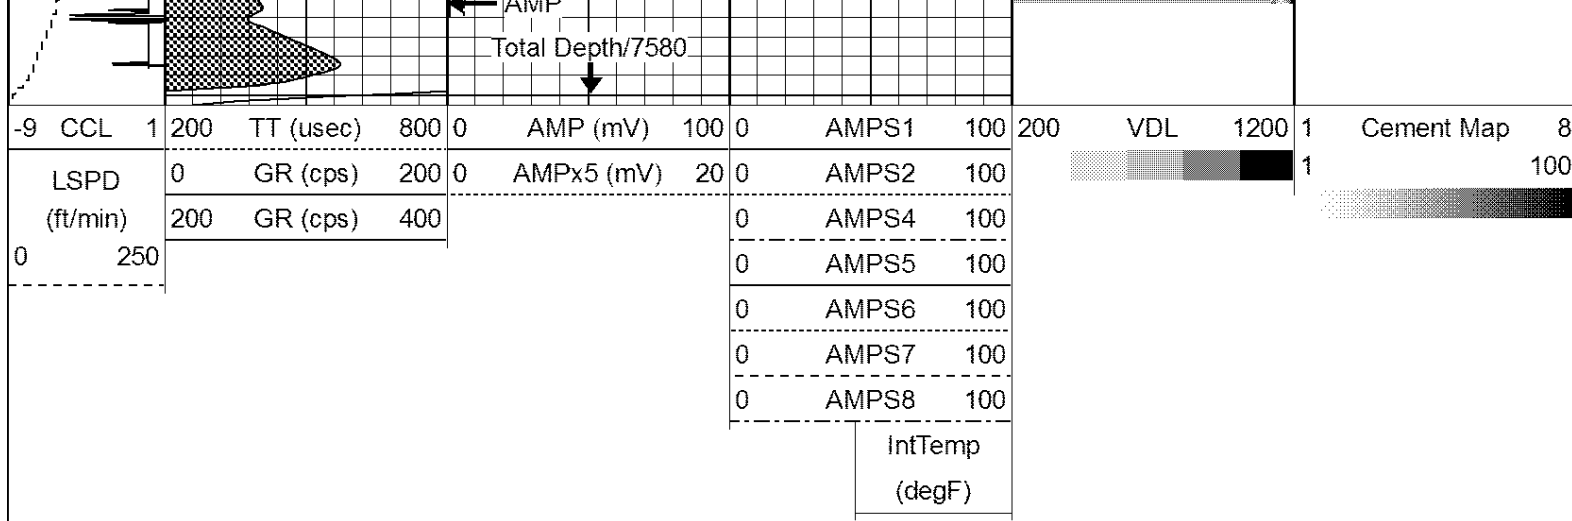 AMP
Total Depth/7580
-9 CCL 1 200 TT (usec) 800 0 AMP (mV) 100 0 AMPS1 100 200 VDL 1200 1 Cement Map 8
LSPD 0 GR (cps) 200 0 AMPx5 (mV) 20 0 AMPS2 100 1 100
(ft/min) 200 GR (cps) 400 0 AMPS4 100
0 250 0 AMPS5 100
0 AMPS6 100
0 AMPS7 100
0 AMPS8 100
IntTemp
(degF)